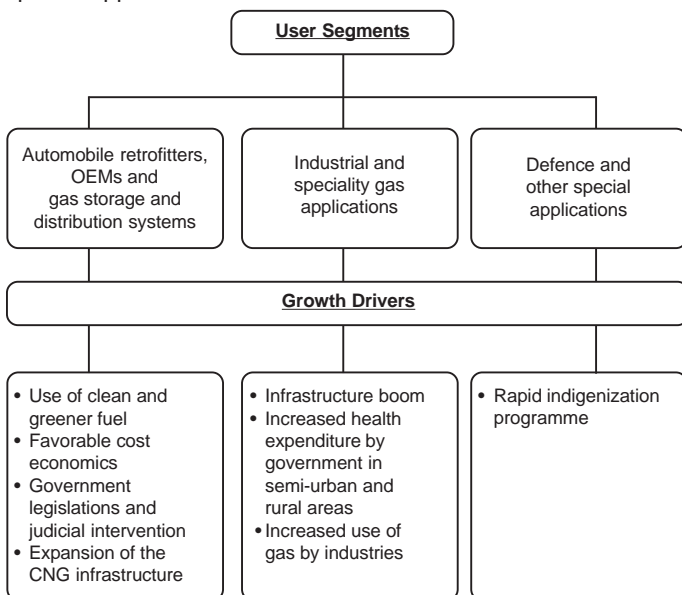 User Segments
Automobile retrofitters,
OEMs and
gas storage and
distribution systems
Industrial and
speciality gas
applications
Defence and
other special
applications
Growth Drivers
• Use of clean and
greener fuel
• Favorable cost
economics
• Government
legislations and
judicial intervention
• Expansion of the
CNG infrastructure
• Infrastructure boom
• Increased health
expenditure by
government in
semi-urban and
rural areas
• Increased use of
gas by industries
• Rapid indigenization
programme